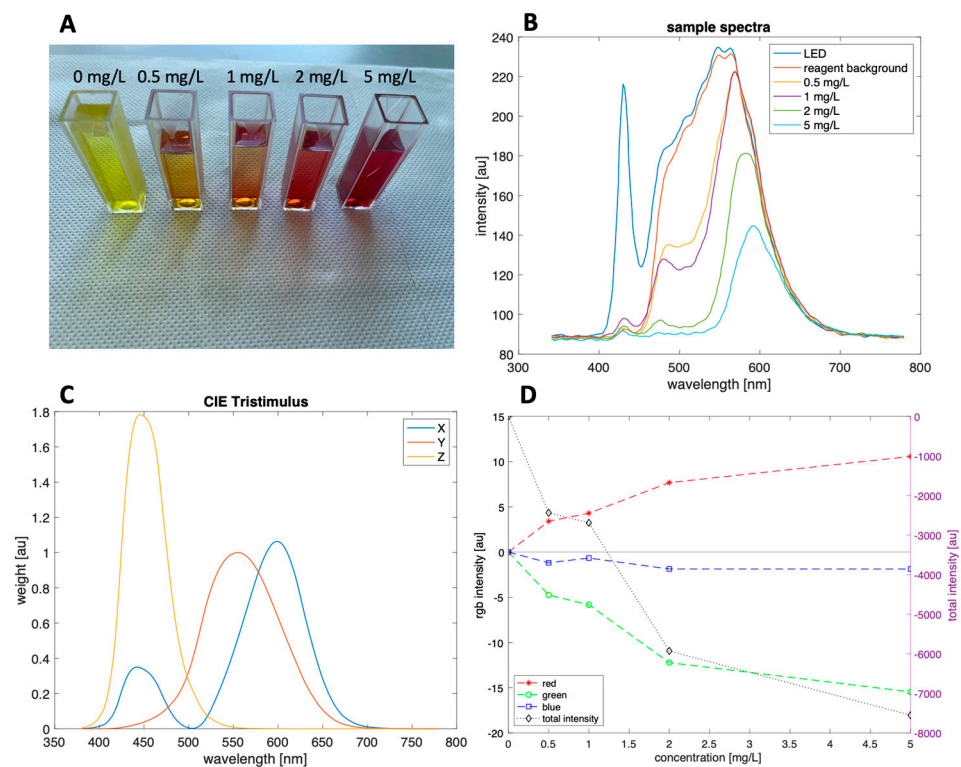 A
0 mg/L 0.5 mg/L 1 mg/L 2 mg/L 5 mg/L
B
sample spectra
240
220
200
180
160
140
120
100
80
intensity [au]
300 400 500 600 700 800
wavelength [nm]
LED
reagent background
0.5 mg/L
1 mg/L
2 mg/L
5 mg/L
C
CIE Tristimulus
1.8
1.6
1.4
1.2
1
0.8
0.6
0.4
0.2
0
weight [au]
350 400 450 500 550 600 650 700 750 800
wavelength [nm]
X
Y
Z
D
15
10
5
0
-5
-10
-15
-20
rgb intensity [au]
0 0.5 1 1.5 2 2.5 3 3.5 4 4.5 5
concentration [mg/L]
0
-1000
-2000
-3000
-4000
-5000
-6000
-7000
-8000
total intensity [au]
red
green
blue
total intensity